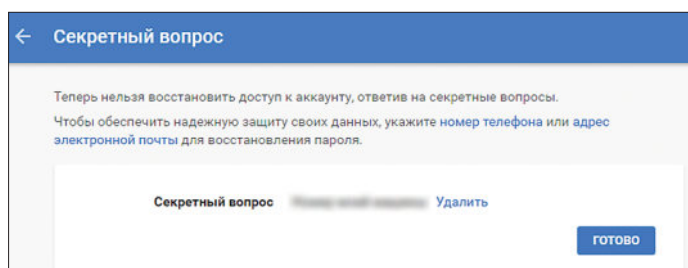 Секретный вопрос
Теперь нельзя восстановить доступ к аккаунту, ответив на секретные вопросы.
Чтобы обеспечить надежную защиту своих данных, укажите номер телефона или адрес
электронной почты для восстановления пароля.
Секретный вопрос Удалить
ГОТОВО